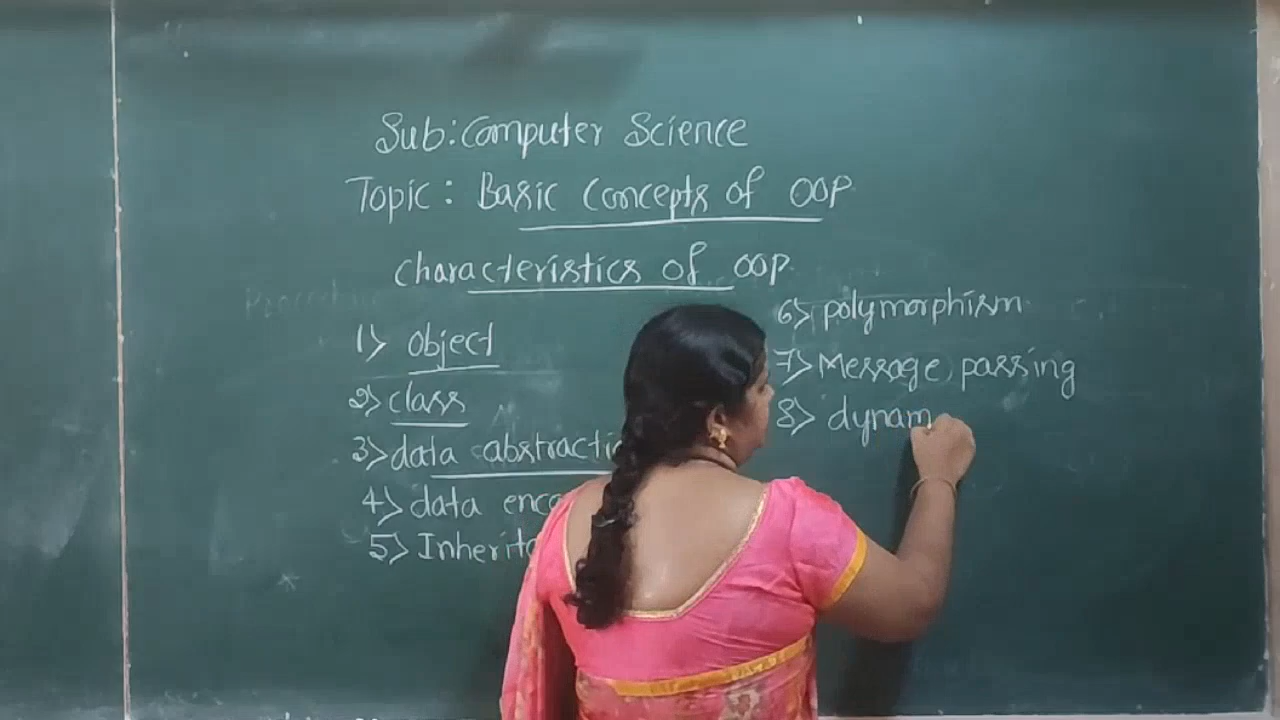 Sub: Computer Science
Topic: Basic Concepts of OOP
Characteristics of OOP
1> Object
2> class
3> data abstractio
4> data enc
5> Inherit
6> polymorphism
7> Message passing
8> dynam